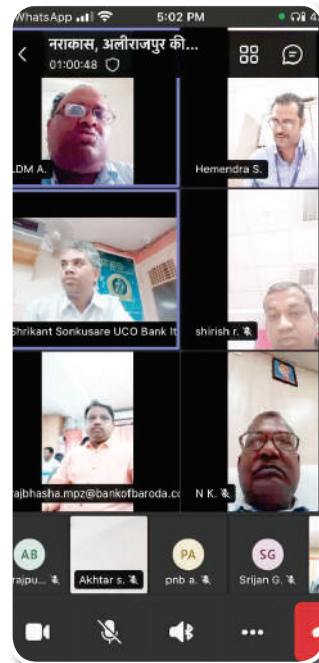 WhatsApp
5:02 PM
नराकास, अलीराजपुर की...
01:00:48
LDM A.
Hemendra S.
Shrikant Sonkusare UCO Bank It
shirish r.
ajbhasha.mpz@bankofbaroda.co
N K.
AB
PA
SG
rajpu...
Akhtar s.
pnb a.
Srijan G.